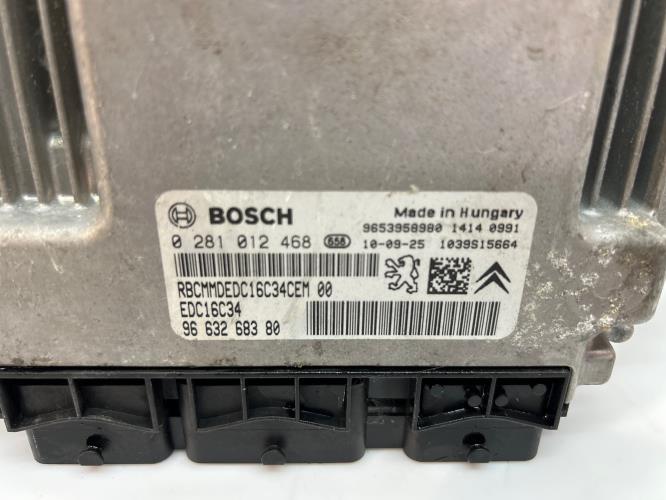 BOSCH
Made in Hungary
9653958980 1414 0991
0 281 012 468 656 10-09-25 1039S15664
RBCMMDEDC16C34CEM 00
EDC16C34
96 632 683 80